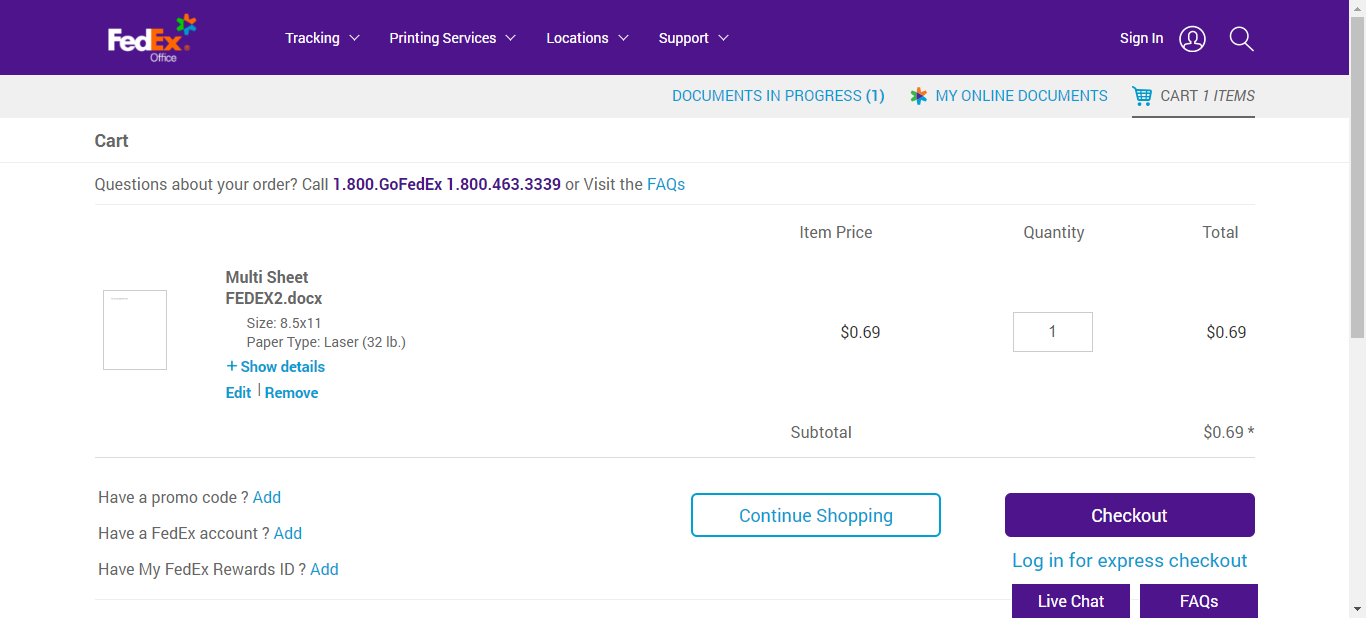 FedEx Office
Tracking Printing Services Locations Support Sign In
DOCUMENTS IN PROGRESS (1) MY ONLINE DOCUMENTS CART 1 ITEMS
Cart
Questions about your order? Call 1.800.GoFedEx 1.800.463.3339 or Visit the FAQs
Item Price Quantity Total
Multi Sheet
FEDEX2.docx
Size: 8.5x11
Paper Type: Laser (32 lb.)
+ Show details
Edit | Remove
$0.69 1 $0.69
Subtotal $0.69 *
Have a promo code ? Add
Have a FedEx account ? Add
Have My FedEx Rewards ID ? Add
Continue Shopping
Checkout
Log in for express checkout
Live Chat FAQs